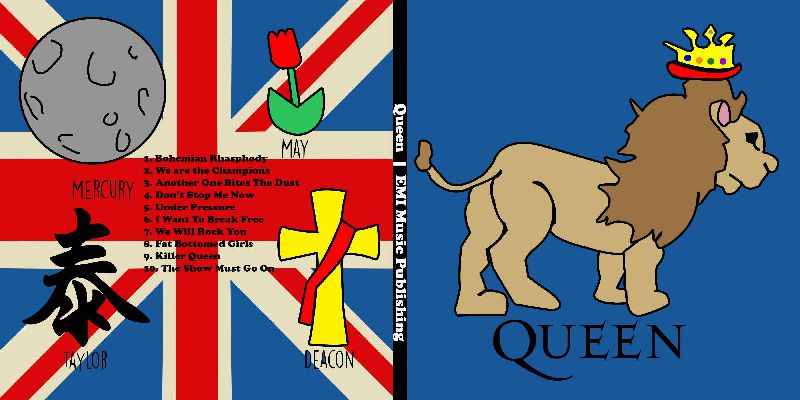 MERCURY
MAY
1. Bohemian Rhasphody
2. We are the Champions
3. Another One Bites The Dust
4. Don't Stop Me Now
5. Under Pressure
6. I Want To Break Free
7. We Will Rock You
8. Fat Bottomed Girls
9. Killer Queen
10. The Show Must Go On
泰
TAYLOR
DEACON
Queen | EMI Music Publishing
QUEEN